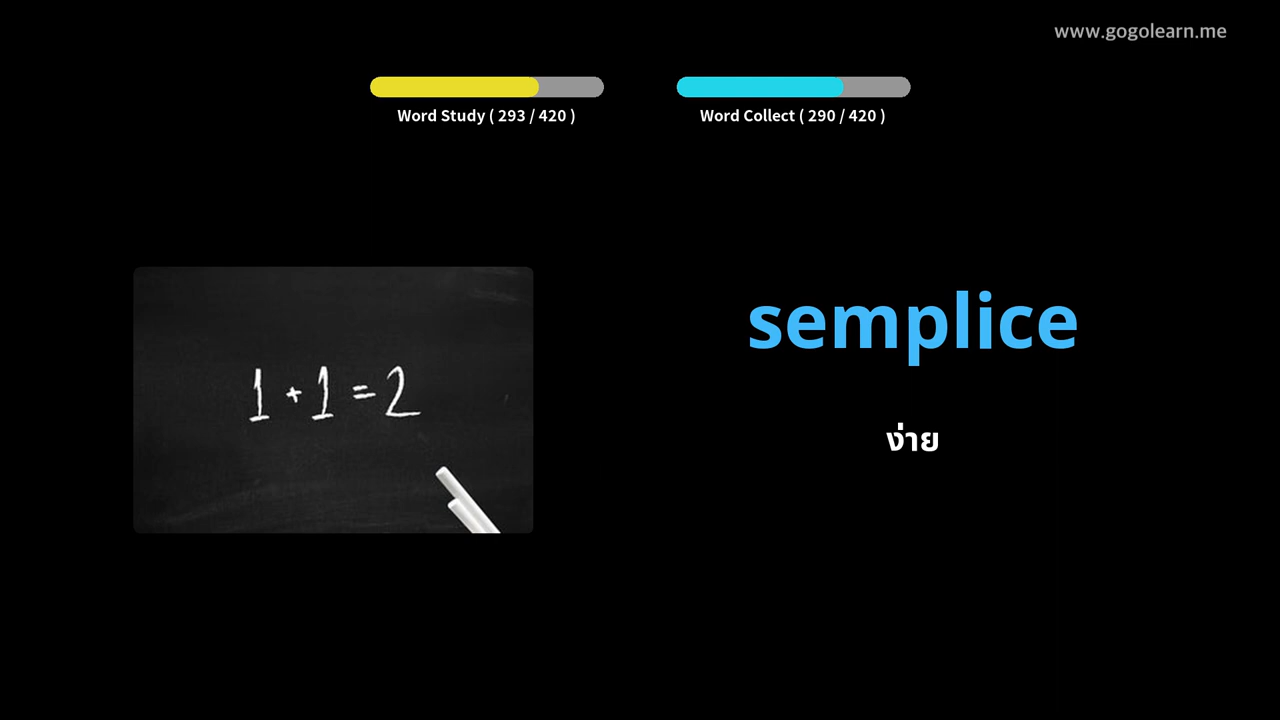 www.gogolearn.me
Word Study ( 293 / 420 )
Word Collect ( 290 / 420 )
1 + 1 = 2
semplice
ง่าย